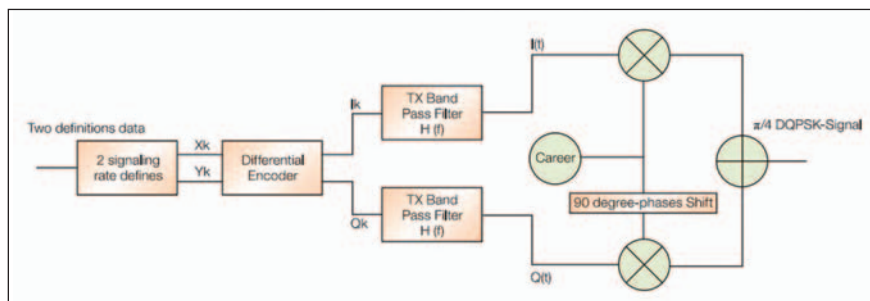 Two definitions data
2 signaling
rate defines
Xk
Yk
Differential
Encoder
Ik
Qk
TX Band
Pass Filter
H (f)
TX Band
Pass Filter
H (f)
I(t)
Q(t)
Career
90 degree-phases Shift
π/4 DQPSK-Signal